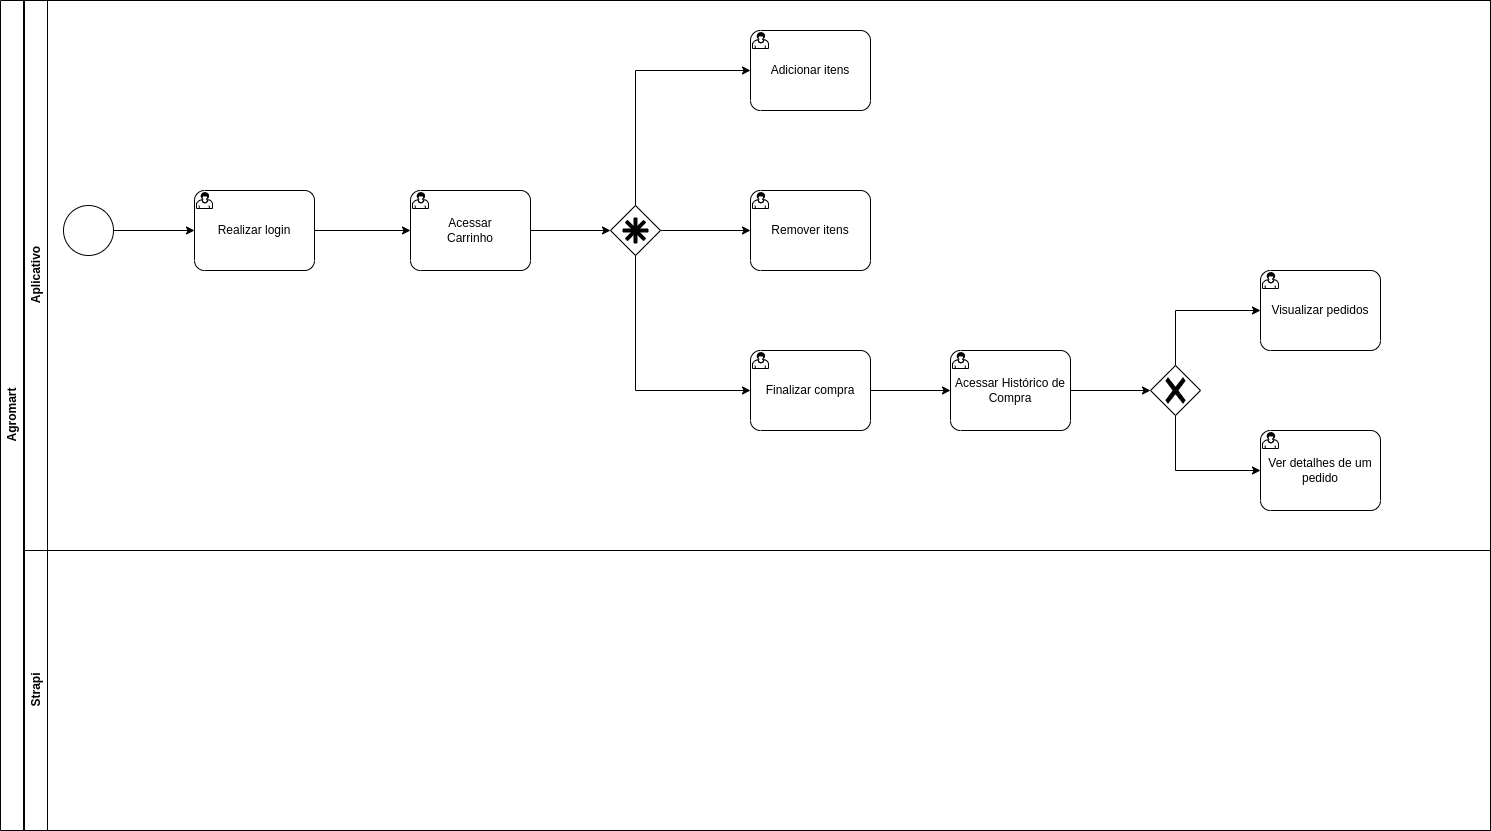 Agromart
Aplicativo
Strapi
Realizar login
Acessar
Carrinho
Adicionar itens
Remover itens
Finalizar compra
Acessar Histórico de
Compra
Visualizar pedidos
Ver detalhes de um
pedido